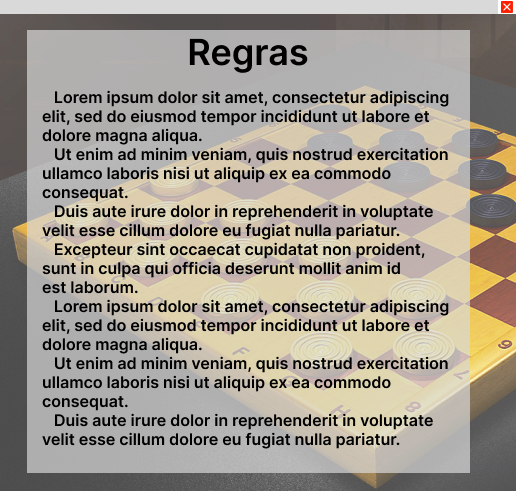 Regras
Lorem ipsum dolor sit amet, consectetur adipiscing
elit, sed do eiusmod tempor incididunt ut labore et
dolore magna aliqua.
Ut enim ad minim veniam, quis nostrud exercitation
ullamco laboris nisi ut aliquip ex ea commodo
consequat.
Duis aute irure dolor in reprehenderit in voluptate
velit esse cillum dolore eu fugiat nulla pariatur.
Excepteur sint occaecat cupidatat non proident,
sunt in culpa qui officia deserunt mollit anim id
est laborum.
Lorem ipsum dolor sit amet, consectetur adipiscing
elit, sed do eiusmod tempor incididunt ut labore et
dolore magna aliqua.
Ut enim ad minim veniam, quis nostrud exercitation
ullamco laboris nisi ut aliquip ex ea commodo
consequat.
Duis aute irure dolor in reprehenderit in voluptate
velit esse cillum dolore eu fugiat nulla pariatur.